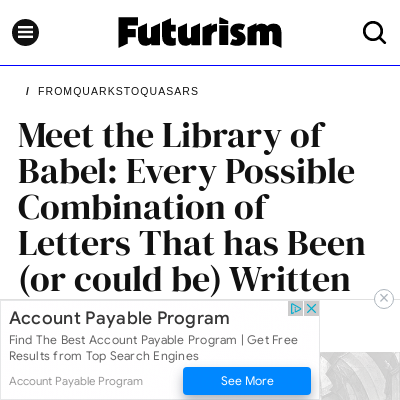 Futurism
/ FROMQUARKSTOQUASARS
Meet the Library of
Babel: Every Possible
Combination of
Letters That has Been
(or could be) Written
Account Payable Program
Find The Best Account Payable Program | Get Free
Results from Top Search Engines
Account Payable Program
See More